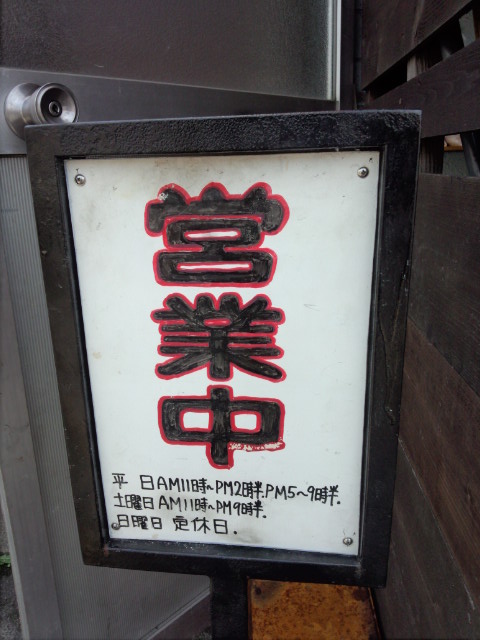 営業中
平 日AM11時~PM2時半.PM5~9時半.
土曜日AM11時~PM9時半.
日曜日 定休日.